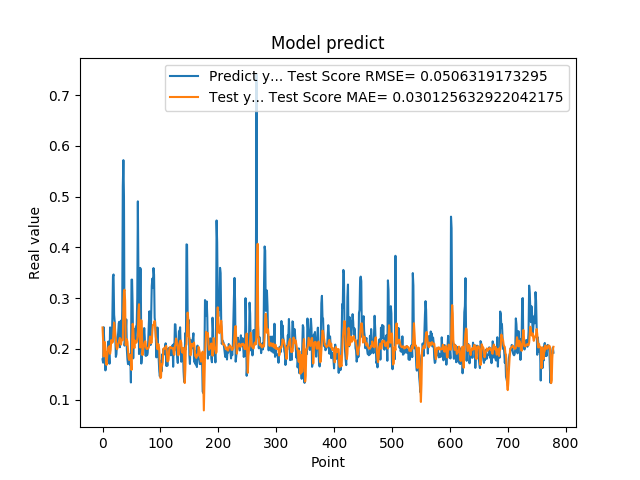 Model predict
Predict y... Test Score RMSE= 0.0506319173295
Test y... Test Score MAE= 0.030125632922042175
0.7
0.6
0.5
0.4
0.3
0.2
0.1
Real value
0 100 200 300 400 500 600 700 800
Point